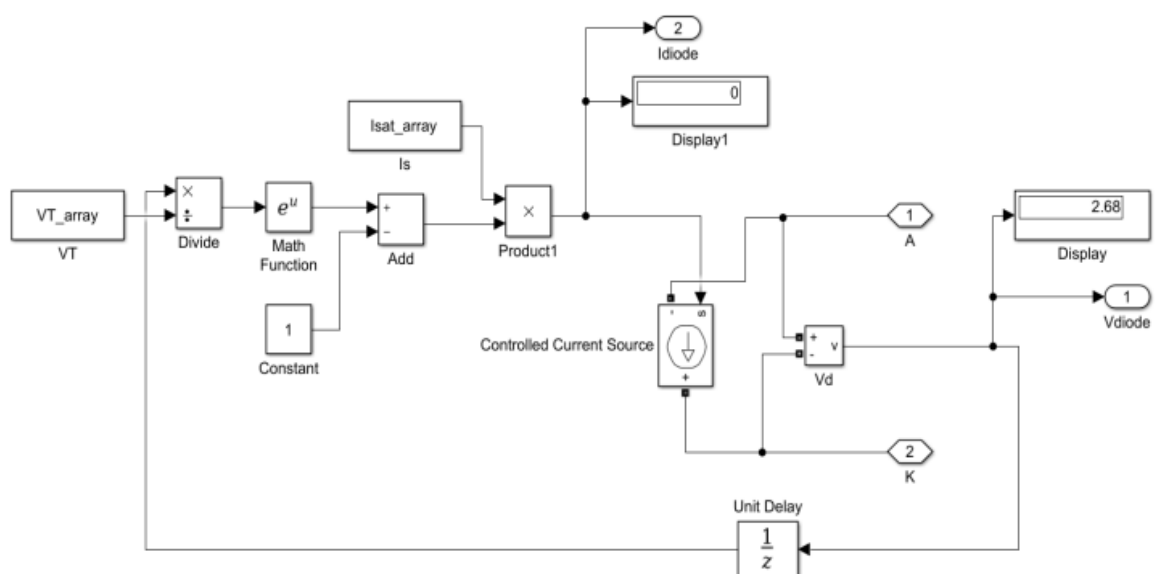 2
Idiode
0
Display1
Isat_array
Is
VT_array
VT
×
÷
Divide
e^u
Math
Function
+
−
Add
×
Product1
1
Constant
1
A
2.68
Display
1
Vdiode
-
s
+
Controlled Current Source
+
-
v
Vd
2
K
Unit Delay
1
z